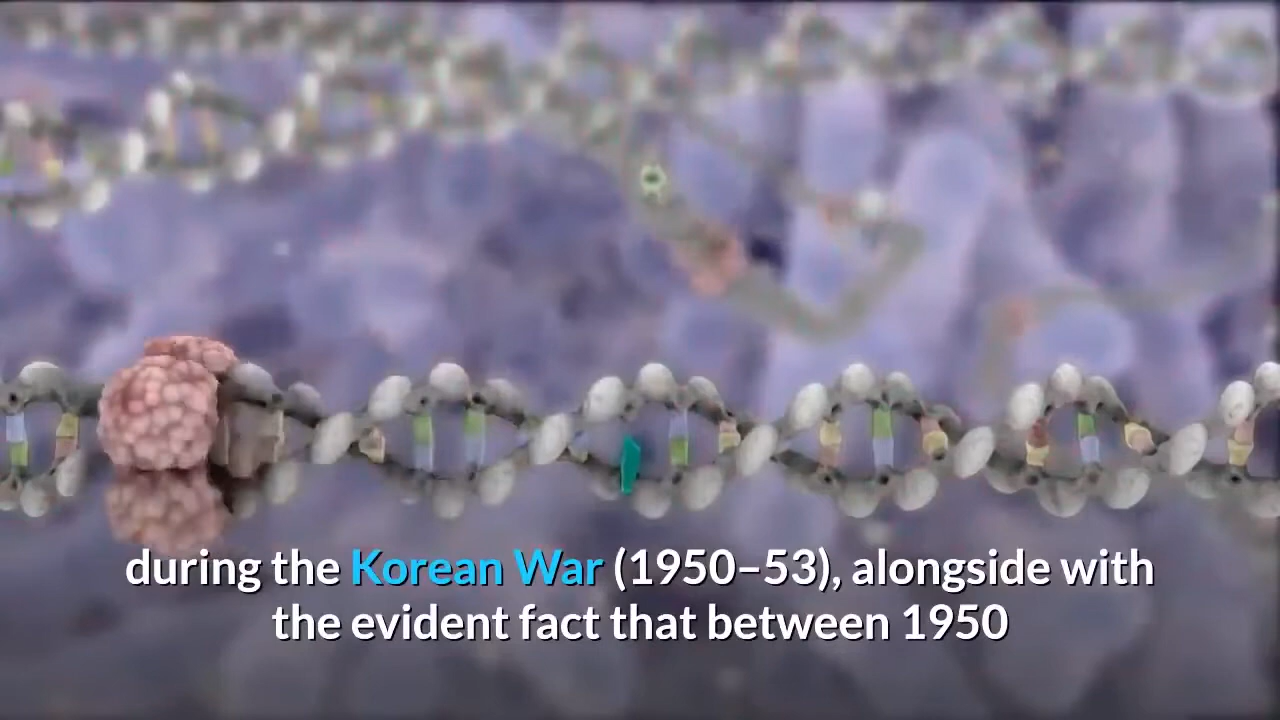 during the Korean War (1950–53), alongside with
the evident fact that between 1950